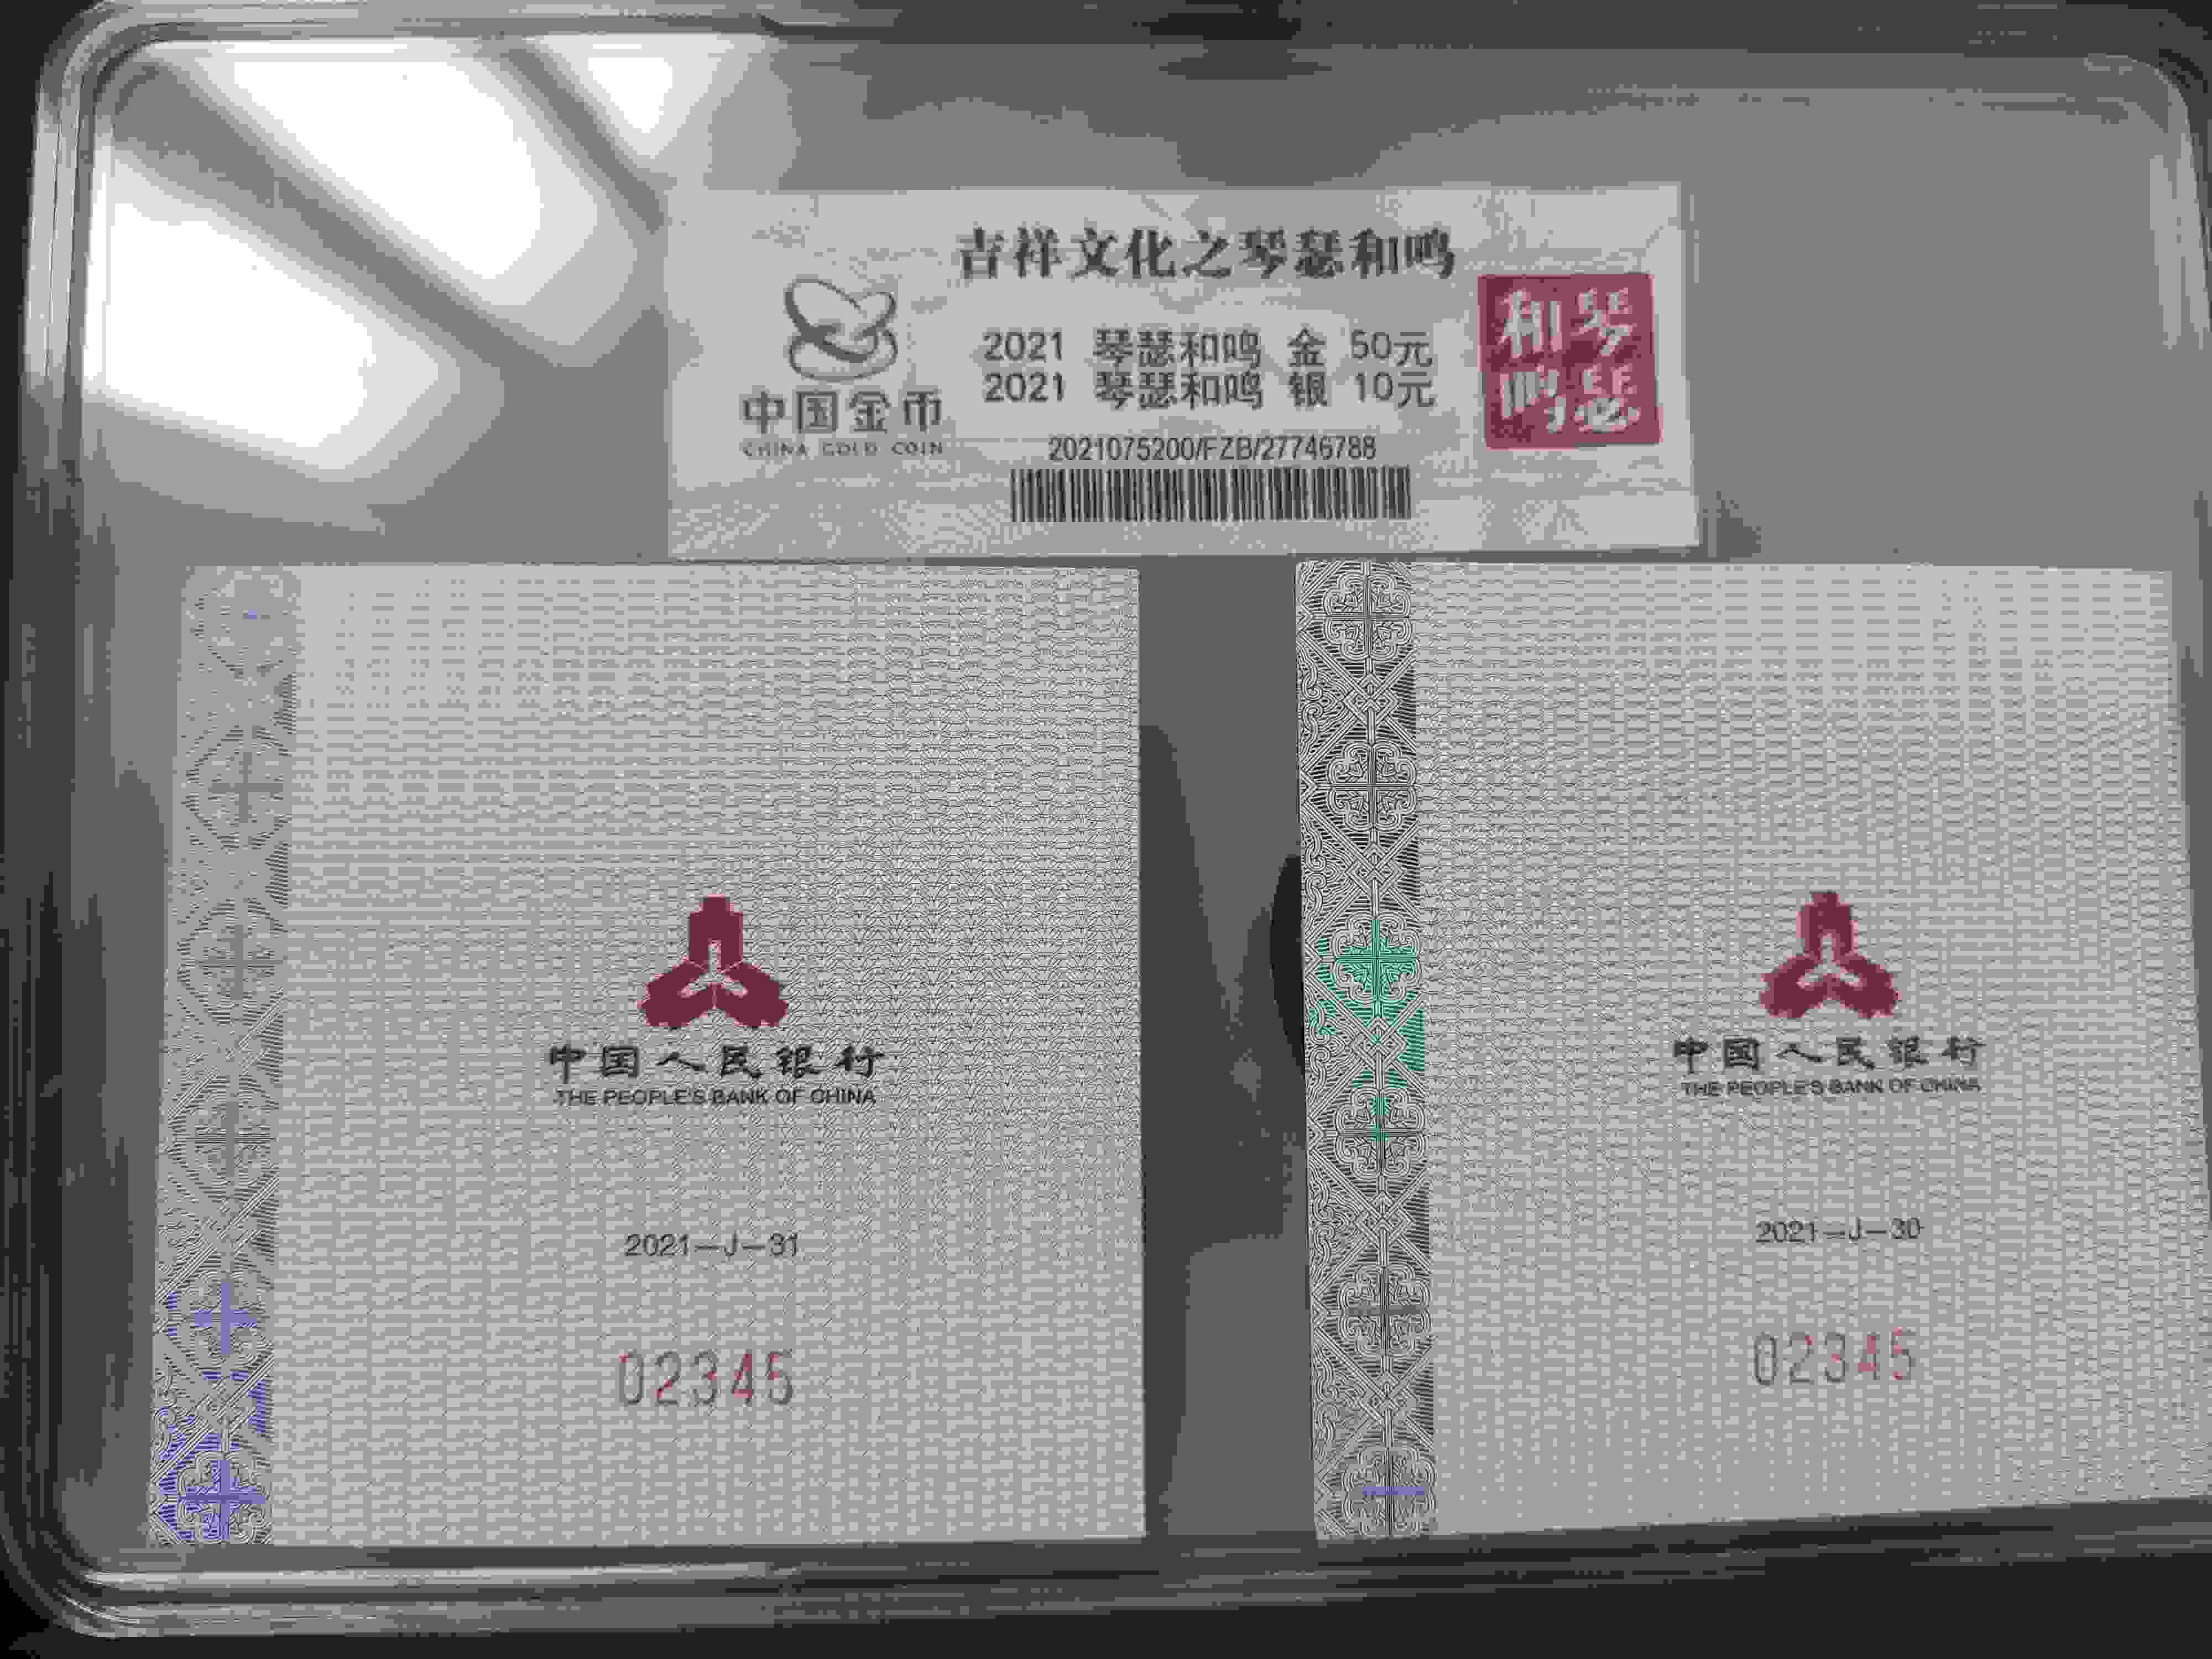 吉祥文化之琴瑟和鸣
2021 琴瑟和鸣 金 50元
2021 琴瑟和鸣 银 10元
中国金币
CHINA GOLD COIN
2021075200/FZB/27746788
琴瑟
和鸣
中国人民银行
THE PEOPLE'S BANK OF CHINA
2021—J—31
02345
中国人民银行
THE PEOPLE'S BANK OF CHINA
2021—J—30
02345